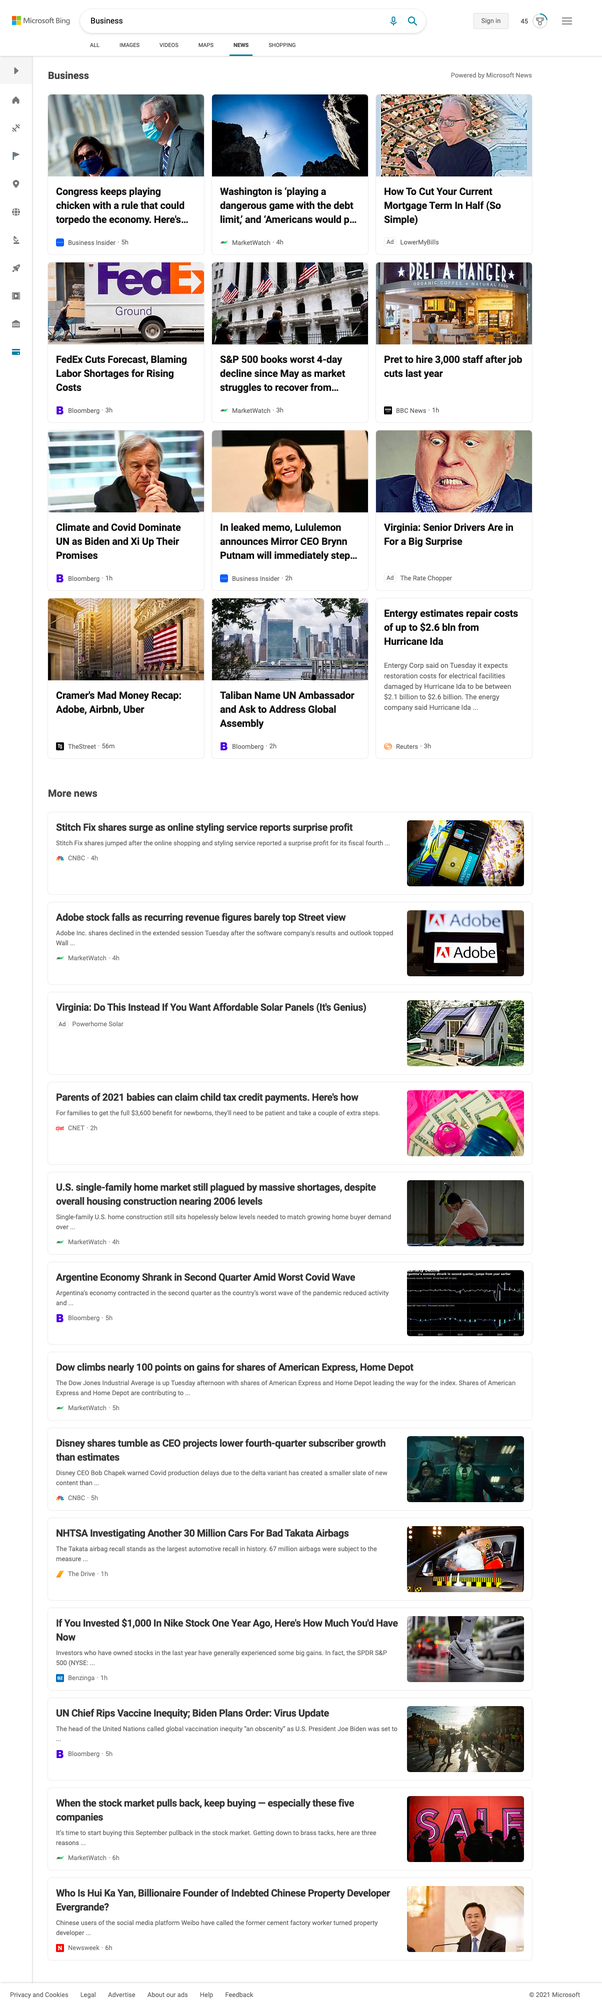 Microsoft Bing
Business
Sign in
45
ALL IMAGES VIDEOS MAPS NEWS SHOPPING
Business
Powered by Microsoft News
Congress keeps playing
chicken with a rule that could
torpedo the economy. Here's...
Business Insider · 5h
Washington is 'playing a
dangerous game with the debt
limit,' and 'Americans would p...
MarketWatch · 4h
How To Cut Your Current
Mortgage Term In Half (So
Simple)
Ad LowerMyBills
FedEx
Ground
FedEx Cuts Forecast, Blaming
Labor Shortages for Rising
Costs
Bloomberg · 3h
S&P 500 books worst 4-day
decline since May as market
struggles to recover from...
MarketWatch · 3h
PRET A MANGER
ORGANIC COFFEE & NATURAL FOOD
Pret to hire 3,000 staff after job
cuts last year
BBC News · 1h
Climate and Covid Dominate
UN as Biden and Xi Up Their
Promises
Bloomberg · 1h
In leaked memo, Lululemon
announces Mirror CEO Brynn
Putnam will immediately step...
Business Insider · 2h
Virginia: Senior Drivers Are in
For a Big Surprise
Ad The Rate Chopper
Cramer's Mad Money Recap:
Adobe, Airbnb, Uber
TheStreet · 56m
Taliban Name UN Ambassador
and Ask to Address Global
Assembly
Bloomberg · 2h
Entergy estimates repair costs
of up to $2.6 bln from
Hurricane Ida
Entergy Corp said on Tuesday it expects
restoration costs for electrical facilities
damaged by Hurricane Ida to be between
$2.1 billion to $2.6 billion. The energy
company said Hurricane Ida ...
Reuters · 3h
More news
Stitch Fix shares surge as online styling service reports surprise profit
Stitch Fix shares jumped after the online shopping and styling service reported a surprise profit for its fiscal fourth ...
CNBC · 4h
Adobe stock falls as recurring revenue figures barely top Street view
Adobe Inc. shares declined in the extended session Tuesday after the software company's results and outlook topped
Wall ...
MarketWatch · 4h
Adobe
Adobe
Virginia: Do This Instead If You Want Affordable Solar Panels (It's Genius)
Ad Powerhome Solar
Parents of 2021 babies can claim child tax credit payments. Here's how
For families to get the full $3,600 benefit for newborns, they'll need to be patient and take a couple of extra steps.
CNET · 2h
U.S. single-family home market still plagued by massive shortages, despite
overall housing construction nearing 2006 levels
Single-family U.S. home construction still sits hopelessly below levels needed to match growing home buyer demand
over ...
MarketWatch · 4h
Argentine Economy Shrank in Second Quarter Amid Worst Covid Wave
Argentina's economy contracted in the second quarter as the country's worst wave of the pandemic reduced activity
and ...
Bloomberg · 5h
Dow climbs nearly 100 points on gains for shares of American Express, Home Depot
The Dow Jones Industrial Average is up Tuesday afternoon with shares of American Express and Home Depot leading the way for the index. Shares of American
Express and Home Depot are contributing to ...
MarketWatch · 5h
Disney shares tumble as CEO projects lower fourth-quarter subscriber growth
than estimates
Disney CEO Bob Chapek warned Covid production delays due to the delta variant has created a smaller slate of new
content than ...
CNBC · 5h
NHTSA Investigating Another 30 Million Cars For Bad Takata Airbags
The Takata airbag recall stands as the largest automotive recall in history. 67 million airbags were subject to the
measure ...
The Drive · 1h
If You Invested $1,000 In Nike Stock One Year Ago, Here's How Much You'd Have
Now
Investors who have owned stocks in the last year have generally experienced some big gains. In fact, the SPDR S&P
500 (NYSE: ...
Benzinga · 1h
UN Chief Rips Vaccine Inequity; Biden Plans Order: Virus Update
The head of the United Nations called global vaccination inequity "an obscenity" as U.S. President Joe Biden was set to
...
Bloomberg · 5h
When the stock market pulls back, keep buying — especially these five
companies
It's time to start buying this September pullback in the stock market. Getting down to brass tacks, here are three
reasons ...
MarketWatch · 6h
SALE
Who Is Hui Ka Yan, Billionaire Founder of Indebted Chinese Property Developer
Evergrande?
Chinese users of the social media platform Weibo have called the former cement factory worker turned property
developer ...
Newsweek · 6h
Privacy and Cookies Legal Advertise About our ads Help Feedback
© 2021 Microsoft